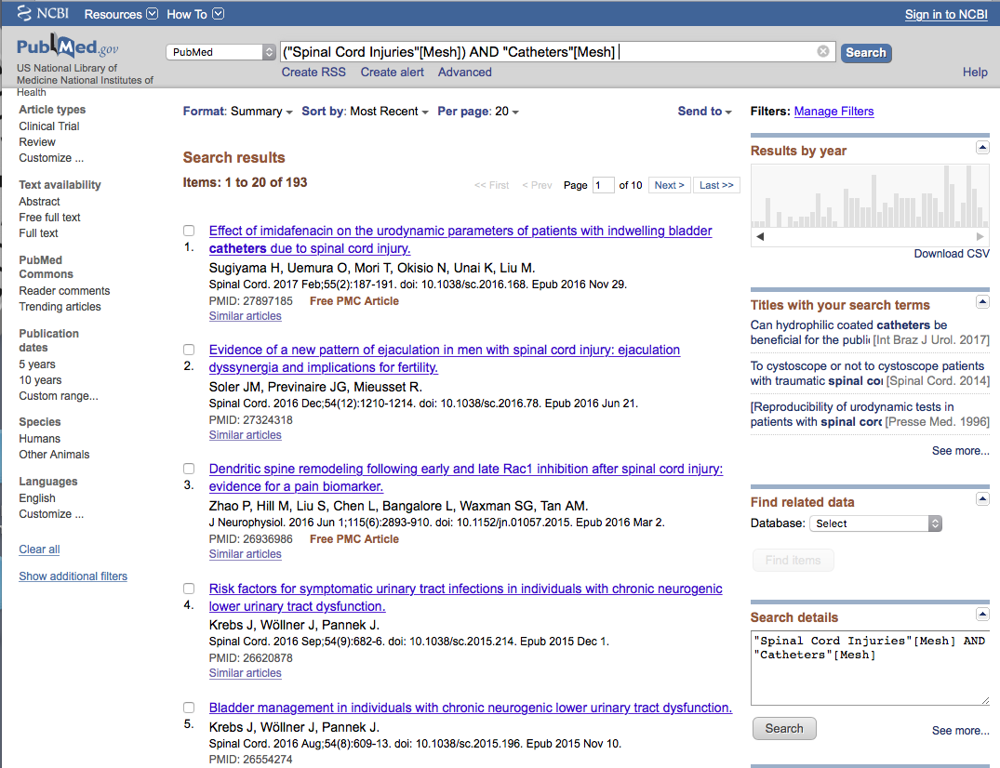 NCBI Resources How To Sign in to NCBI
PubMed.gov
US National Library of
Medicine National Institutes of
Health
PubMed
("Spinal Cord Injuries"[Mesh]) AND "Catheters"[Mesh]
Search
Create RSS Create alert Advanced
Help
Article types
Clinical Trial
Review
Customize ...
Text availability
Abstract
Free full text
Full text
PubMed
Commons
Reader comments
Trending articles
Publication
dates
5 years
10 years
Custom range...
Species
Humans
Other Animals
Languages
English
Customize ...
Clear all
Show additional filters
Format: Summary Sort by: Most Recent Per page: 20 Send to
Search results
Items: 1 to 20 of 193
<< First < Prev Page 1 of 10 Next > Last >>
Effect of imidafenacin on the urodynamic parameters of patients with indwelling bladder
1. catheters due to spinal cord injury.
Sugiyama H, Uemura O, Mori T, Okisio N, Unai K, Liu M.
Spinal Cord. 2017 Feb;55(2):187-191. doi: 10.1038/sc.2016.168. Epub 2016 Nov 29.
PMID: 27897185 Free PMC Article
Similar articles
Evidence of a new pattern of ejaculation in men with spinal cord injury: ejaculation
2. dyssynergia and implications for fertility.
Soler JM, Previnaire JG, Mieusset R.
Spinal Cord. 2016 Dec;54(12):1210-1214. doi: 10.1038/sc.2016.78. Epub 2016 Jun 21.
PMID: 27324318
Similar articles
Dendritic spine remodeling following early and late Rac1 inhibition after spinal cord injury:
3. evidence for a pain biomarker.
Zhao P, Hill M, Liu S, Chen L, Bangalore L, Waxman SG, Tan AM.
J Neurophysiol. 2016 Jun 1;115(6):2893-910. doi: 10.1152/jn.01057.2015. Epub 2016 Mar 2.
PMID: 26936986 Free PMC Article
Similar articles
Risk factors for symptomatic urinary tract infections in individuals with chronic neurogenic
4. lower urinary tract dysfunction.
Krebs J, Wöllner J, Pannek J.
Spinal Cord. 2016 Sep;54(9):682-6. doi: 10.1038/sc.2015.214. Epub 2015 Dec 1.
PMID: 26620878
Similar articles
Bladder management in individuals with chronic neurogenic lower urinary tract dysfunction.
5.
Krebs J, Wöllner J, Pannek J.
Spinal Cord. 2016 Aug;54(8):609-13. doi: 10.1038/sc.2015.196. Epub 2015 Nov 10.
PMID: 26554274
Filters: Manage Filters
Results by year
Download CSV
Titles with your search terms
Can hydrophilic coated catheters be
beneficial for the public [Int Braz J Urol. 2017]
To cystoscope or not to cystoscope patients
with traumatic spinal cor [Spinal Cord. 2014]
[Reproducibility of urodynamic tests in
patients with spinal cord [Presse Med. 1996]
See more...
Find related data
Database: Select
Find items
Search details
"Spinal Cord Injuries"[Mesh] AND
"Catheters"[Mesh]
Search
See more...